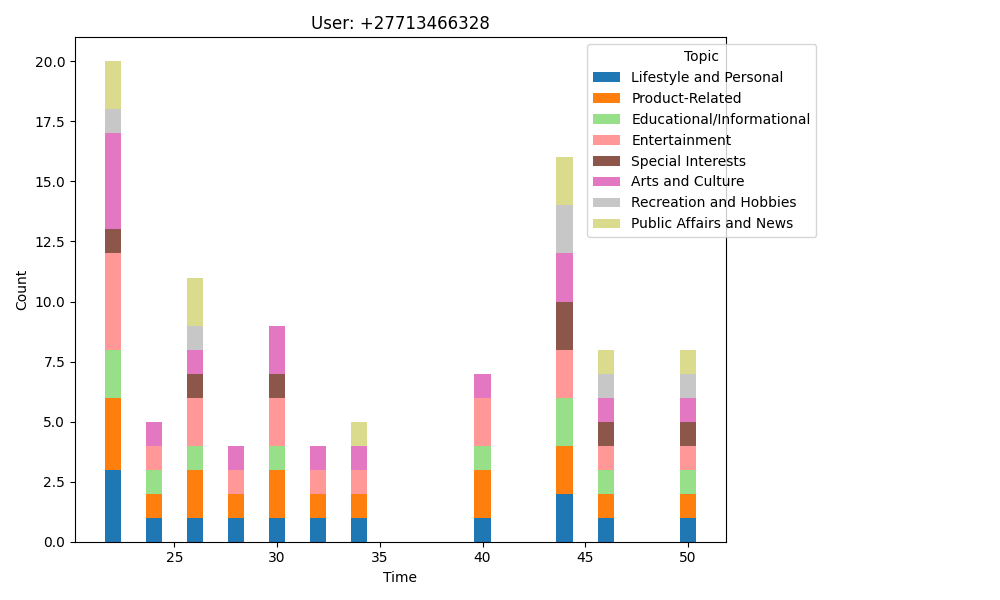 User: +27713466328
Topic
Lifestyle and Personal
Product-Related
Educational/Informational
Entertainment
Special Interests
Arts and Culture
Recreation and Hobbies
Public Affairs and News
Count
20.0
17.5
15.0
12.5
10.0
7.5
5.0
2.5
0.0
25 30 35 40 45 50
Time